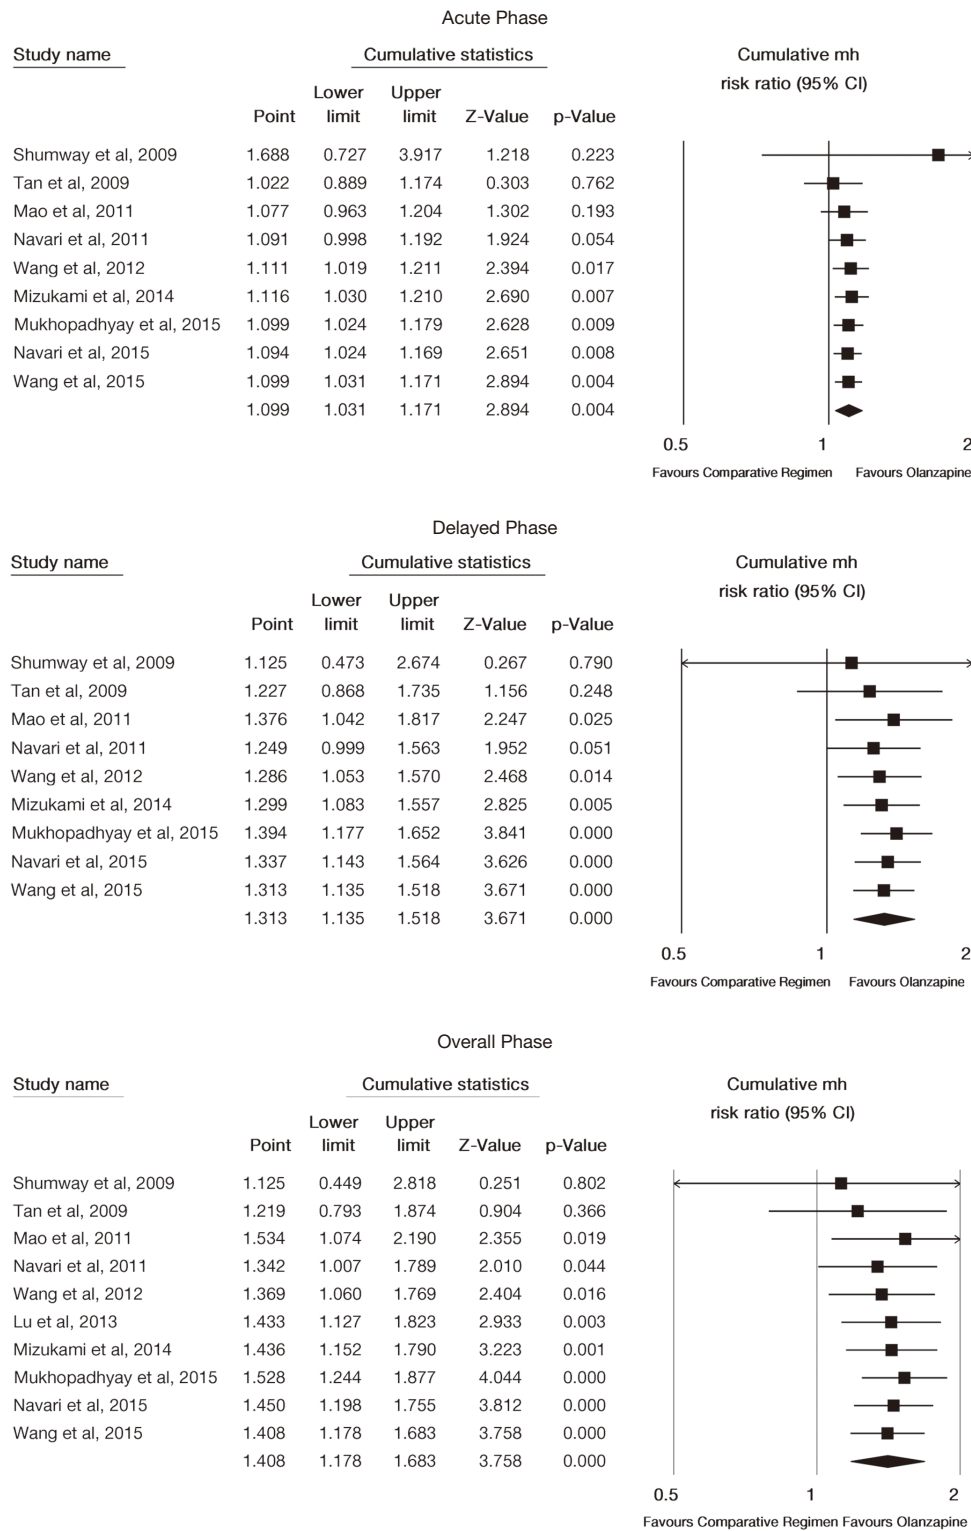 Acute Phase
Study name Cumulative statistics Cumulative mh
risk ratio (95% CI)
Lower Upper
Point limit limit Z-Value p-Value
Shumway et al, 2009 1.688 0.727 3.917 1.218 0.223
Tan et al, 2009 1.022 0.889 1.174 0.303 0.762
Mao et al, 2011 1.077 0.963 1.204 1.302 0.193
Navari et al, 2011 1.091 0.998 1.192 1.924 0.054
Wang et al, 2012 1.111 1.019 1.211 2.394 0.017
Mizukami et al, 2014 1.116 1.030 1.210 2.690 0.007
Mukhopadhyay et al, 2015 1.099 1.024 1.179 2.628 0.009
Navari et al, 2015 1.094 1.024 1.169 2.651 0.008
Wang et al, 2015 1.099 1.031 1.171 2.894 0.004
1.099 1.031 1.171 2.894 0.004
0.5 1 2
Favours Comparative Regimen Favours Olanzapine
Delayed Phase
Study name Cumulative statistics Cumulative mh
risk ratio (95% CI)
Lower Upper
Point limit limit Z-Value p-Value
Shumway et al, 2009 1.125 0.473 2.674 0.267 0.790
Tan et al, 2009 1.227 0.868 1.735 1.156 0.248
Mao et al, 2011 1.376 1.042 1.817 2.247 0.025
Navari et al, 2011 1.249 0.999 1.563 1.952 0.051
Wang et al, 2012 1.286 1.053 1.570 2.468 0.014
Mizukami et al, 2014 1.299 1.083 1.557 2.825 0.005
Mukhopadhyay et al, 2015 1.394 1.177 1.652 3.841 0.000
Navari et al, 2015 1.337 1.143 1.564 3.626 0.000
Wang et al, 2015 1.313 1.135 1.518 3.671 0.000
1.313 1.135 1.518 3.671 0.000
0.5 1 2
Favours Comparative Regimen Favours Olanzapine
Overall Phase
Study name Cumulative statistics Cumulative mh
risk ratio (95% CI)
Lower Upper
Point limit limit Z-Value p-Value
Shumway et al, 2009 1.125 0.449 2.818 0.251 0.802
Tan et al, 2009 1.219 0.793 1.874 0.904 0.366
Mao et al, 2011 1.534 1.074 2.190 2.355 0.019
Navari et al, 2011 1.342 1.007 1.789 2.010 0.044
Wang et al, 2012 1.369 1.060 1.769 2.404 0.016
Lu et al, 2013 1.433 1.127 1.823 2.933 0.003
Mizukami et al, 2014 1.436 1.152 1.790 3.223 0.001
Mukhopadhyay et al, 2015 1.528 1.244 1.877 4.044 0.000
Navari et al, 2015 1.450 1.198 1.755 3.812 0.000
Wang et al, 2015 1.408 1.178 1.683 3.758 0.000
1.408 1.178 1.683 3.758 0.000
0.5 1 2
Favours Comparative Regimen Favours Olanzapine